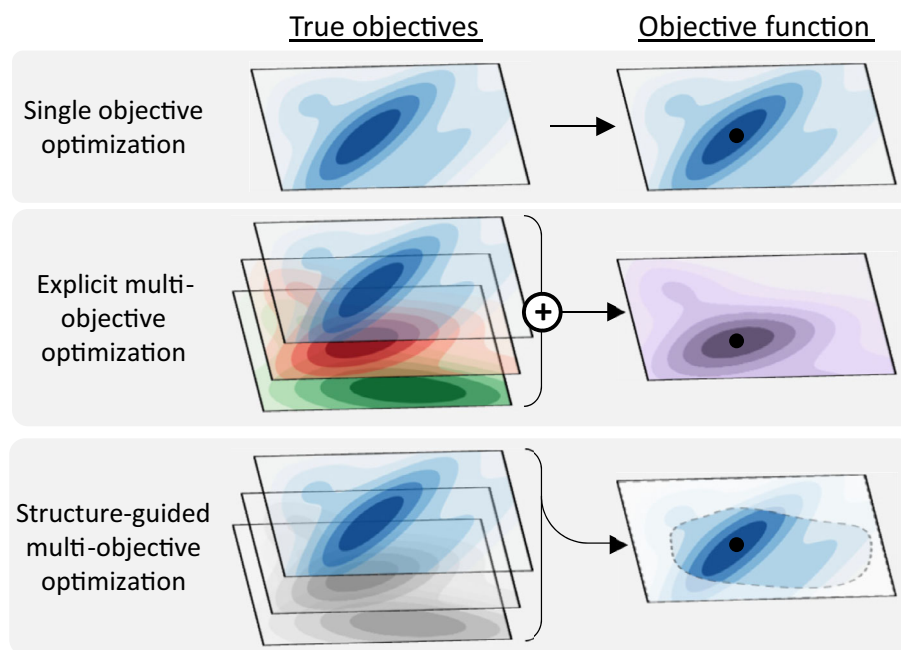 True objectives
Objective function
Single objective
optimization
Explicit multi-
objective
optimization
+
Structure-guided
multi-objective
optimization